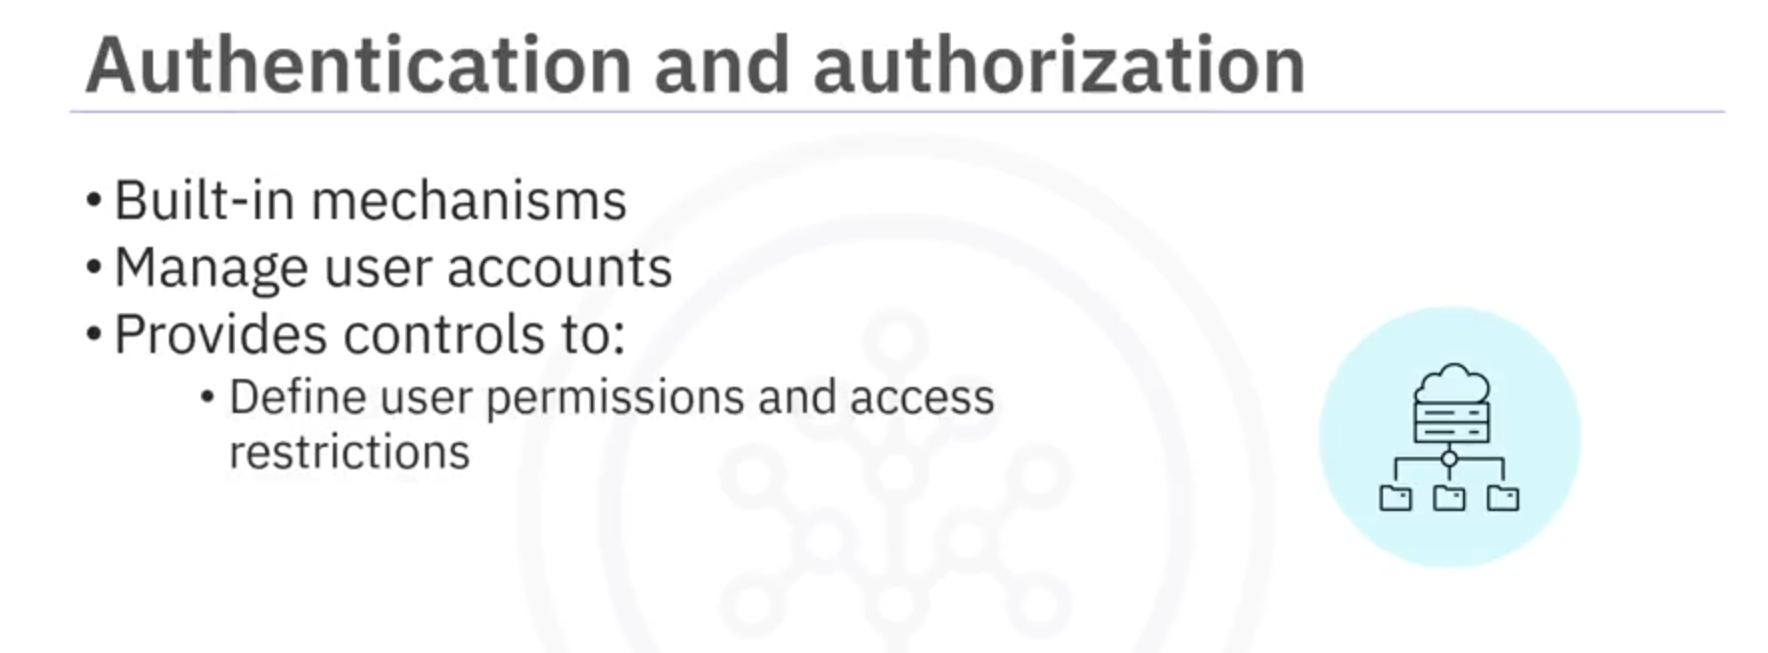 Authentication and authorization
• Built-in mechanisms
• Manage user accounts
• Provides controls to:
• Define user permissions and access
restrictions